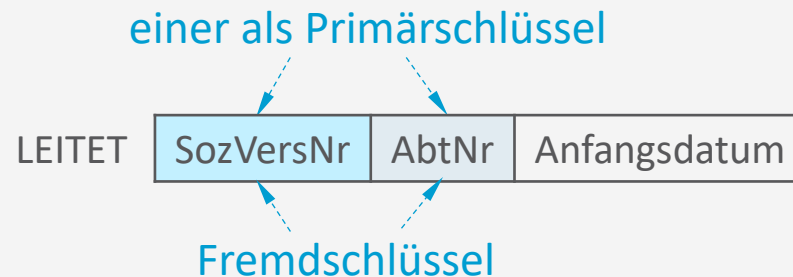 einer als Primärschlüssel
LEITET SozVersNr AbtNr Anfangsdatum
Fremdschlüssel